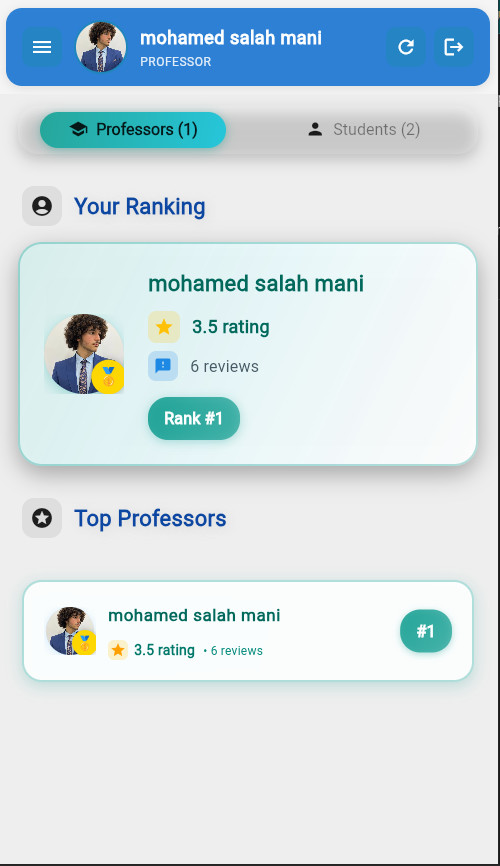 mohamed salah mani
PROFESSOR
Professors (1)
Students (2)
Your Ranking
mohamed salah mani
3.5 rating
6 reviews
Rank #1
Top Professors
mohamed salah mani
3.5 rating • 6 reviews
#1